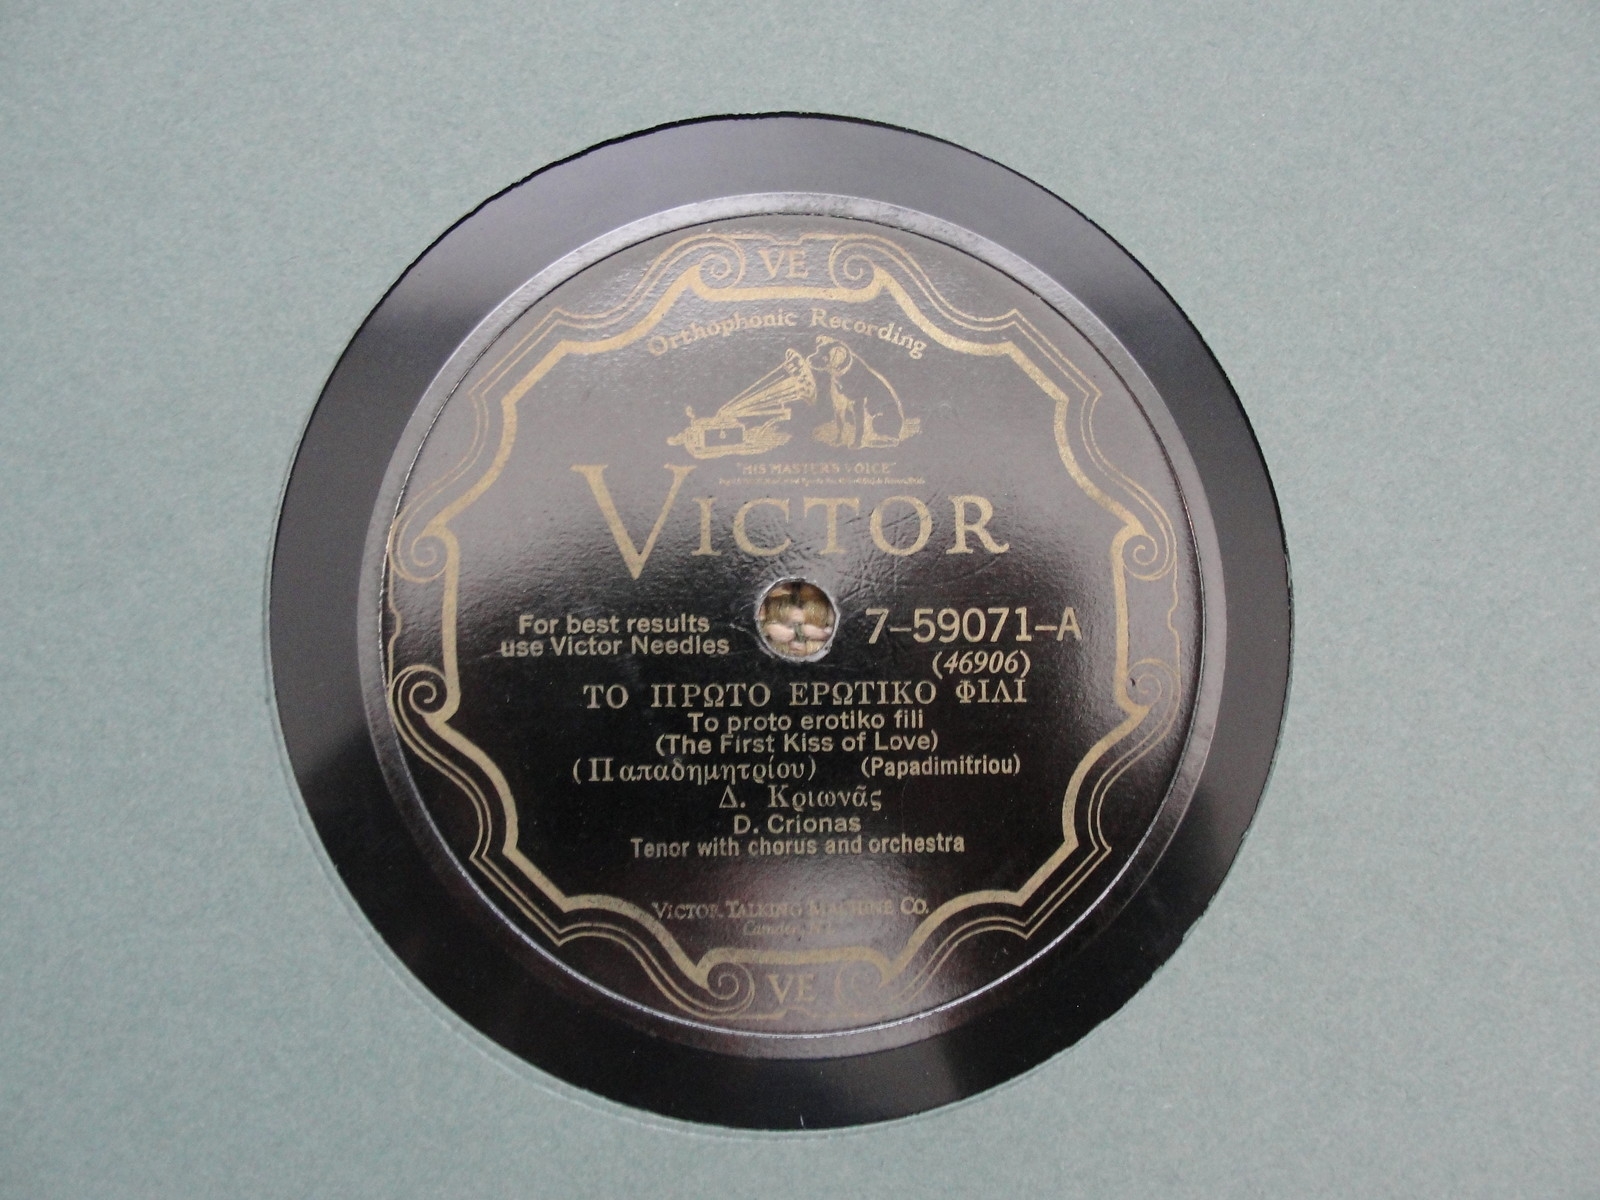 VE
Orthophonic Recording
"HIS MASTER'S VOICE"
VICTOR
For best results
use Victor Needles
7-59071-A
(46906)
ΤΟ ΠΡΩΤΟ ΕΡΩΤΙΚΟ ΦΙΛΙ
To proto erotiko fili
(The First Kiss of Love)
(Παπαδημητρίου) (Papadimitriou)
Δ. Κριωνᾶς
D. Crionas
Tenor with chorus and orchestra
VICTOR TALKING MACHINE CO.
Camden, N.J.
VE